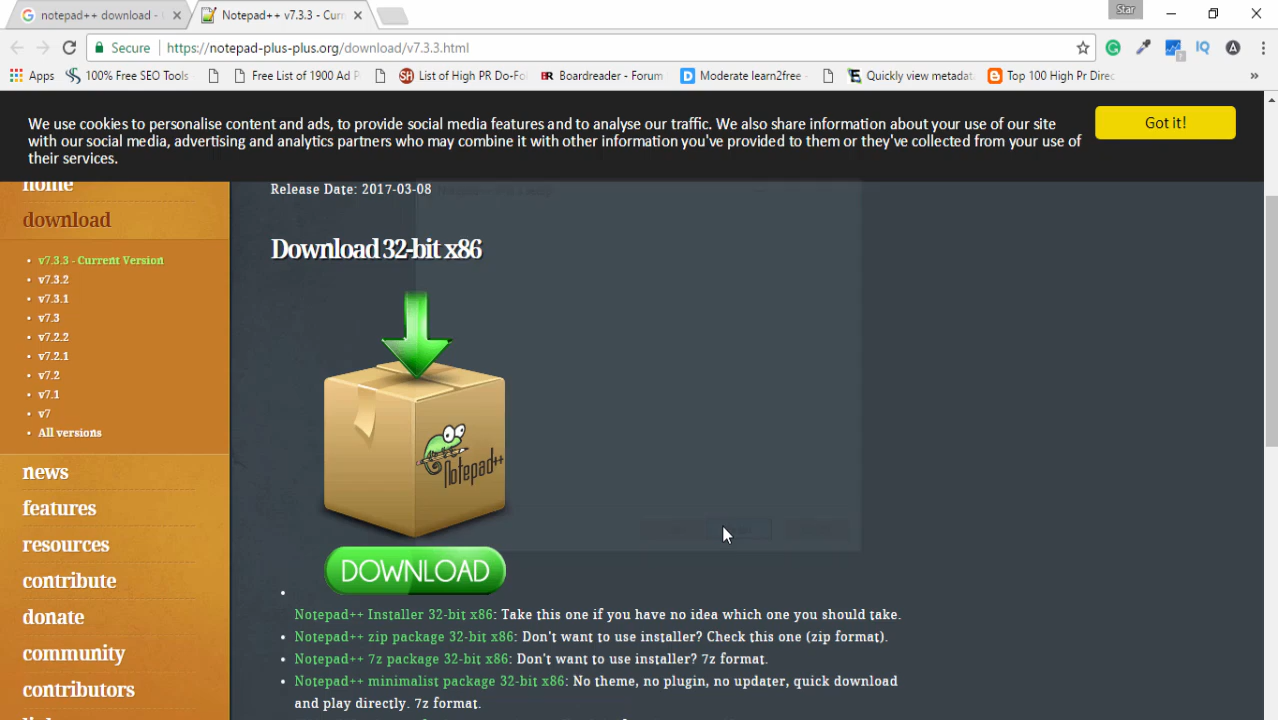 notepad++ download -
Notepad++ v7.3.3 - Curr
Star
Secure
https://notepad-plus-plus.org/download/v7.3.3.html
IQ
A
Apps
100% Free SEO Tools
Free List of 1900 Ad P
SH
List of High PR Do-Fo
BR
Boardreader - Forum
D
Moderate learn2free -
Quickly view metadat
Top 100 High Pr Direc
»
We use cookies to personalise content and ads, to provide social media features and to analyse our traffic. We also share information about your use of our site
with our social media, advertising and analytics partners who may combine it with other information you've provided to them or they've collected from your use of
their services.
Got it!
home
download
v7.3.3 - Current Version
v7.3.2
v7.3.1
v7.3
v7.2.2
v7.2.1
v7.2
v7.1
v7
All versions
news
features
resources
contribute
donate
community
contributors
Release Date: 2017-03-08
Download 32-bit x86
Notepad++
DOWNLOAD
Notepad++ Installer 32-bit x86: Take this one if you have no idea which one you should take.
Notepad++ zip package 32-bit x86: Don't want to use installer? Check this one (zip format).
Notepad++ 7z package 32-bit x86: Don't want to use installer? 7z format.
Notepad++ minimalist package 32-bit x86: No theme, no plugin, no updater, quick download
and play directly. 7z format.